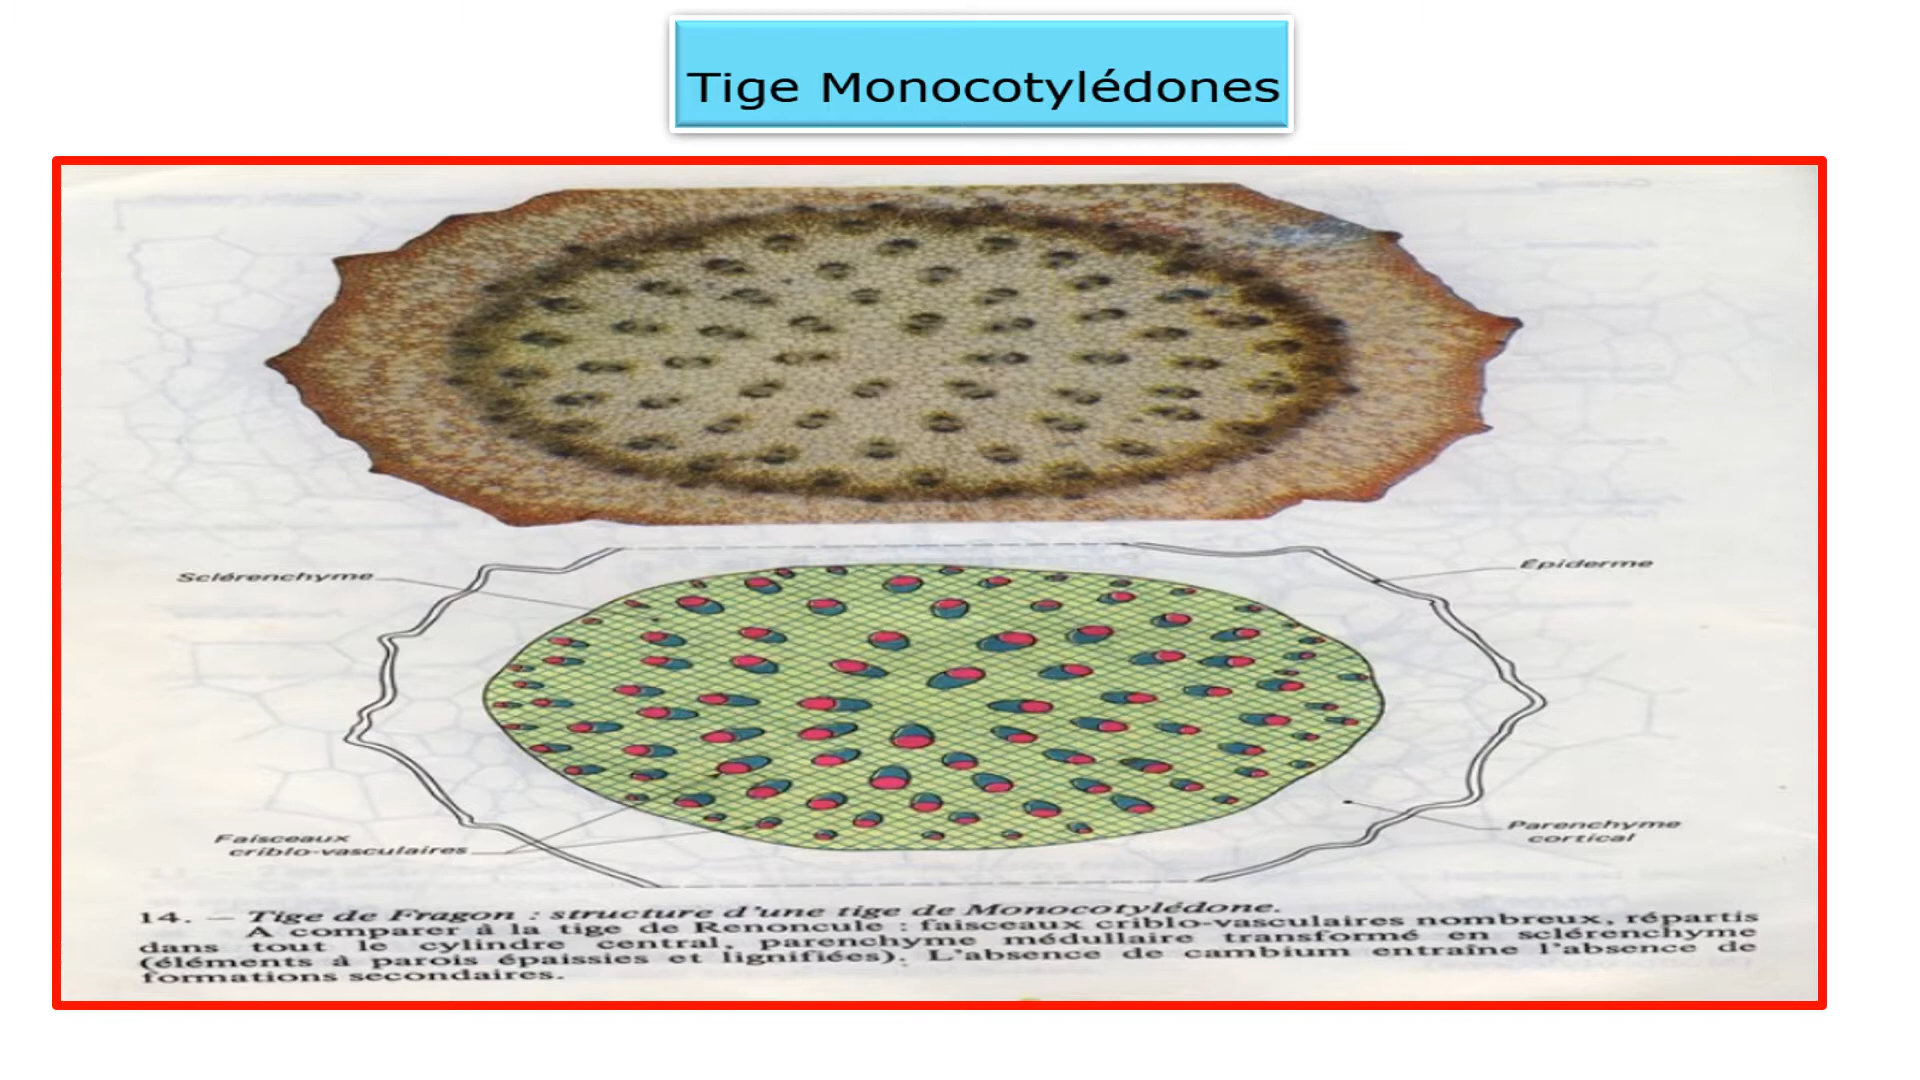 Tige Monocotylédones
Sclérenchyme
Épiderme
Faisceaux
criblo-vasculaires
Parenchyme
cortical
14. — Tige de Fragon : structure d'une tige de Monocotylédone.
A comparer à la tige de Renoncule : faisceaux criblo-vasculaires nombreux, répartis
dans tout le cylindre central, parenchyme médullaire transformé en sclérenchyme
(éléments à parois épaissies et lignifiées). L'absence de cambium entraîne l'absence de
formations secondaires.